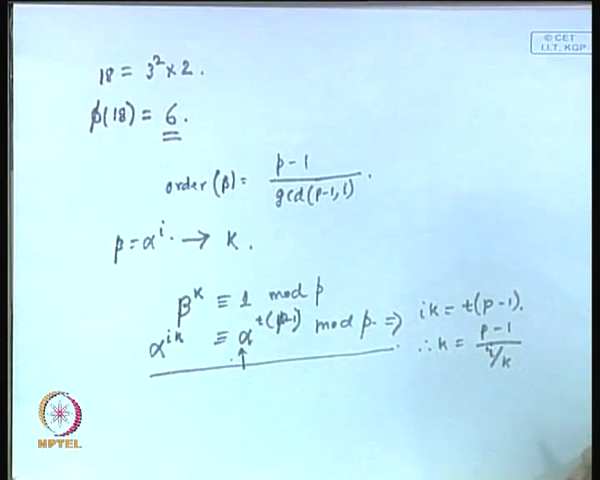 © CET
I.I.T. KGP
18 = 3² × 2.
ϕ(18) = 6.
order(β) = p-1 / gcd(p-1, i).
β = α^i. → k.
β^k ≡ 1 mod p
α^ik ≡ α^t(p-1) mod p. ⇒ ik = t(p-1).
∴ k = p-1 / i/k
NPTEL